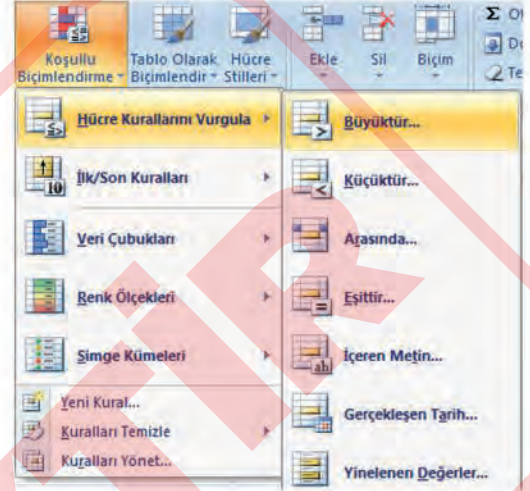 Koşullu Biçimlendirme
Tablo Olarak Biçimlendir
Hücre Stilleri
Ekle
Sil
Biçim
Σ
Hücre Kurallarını Vurgula
İlk/Son Kuralları
Veri Çubukları
Renk Ölçekleri
Simge Kümeleri
Yeni Kural...
Kuralları Temizle
Kuralları Yönet...
Büyüktür...
Küçüktür...
Arasında...
Eşittir...
İçeren Metin...
Gerçekleşen Tarih...
Yinelenen Değerler...